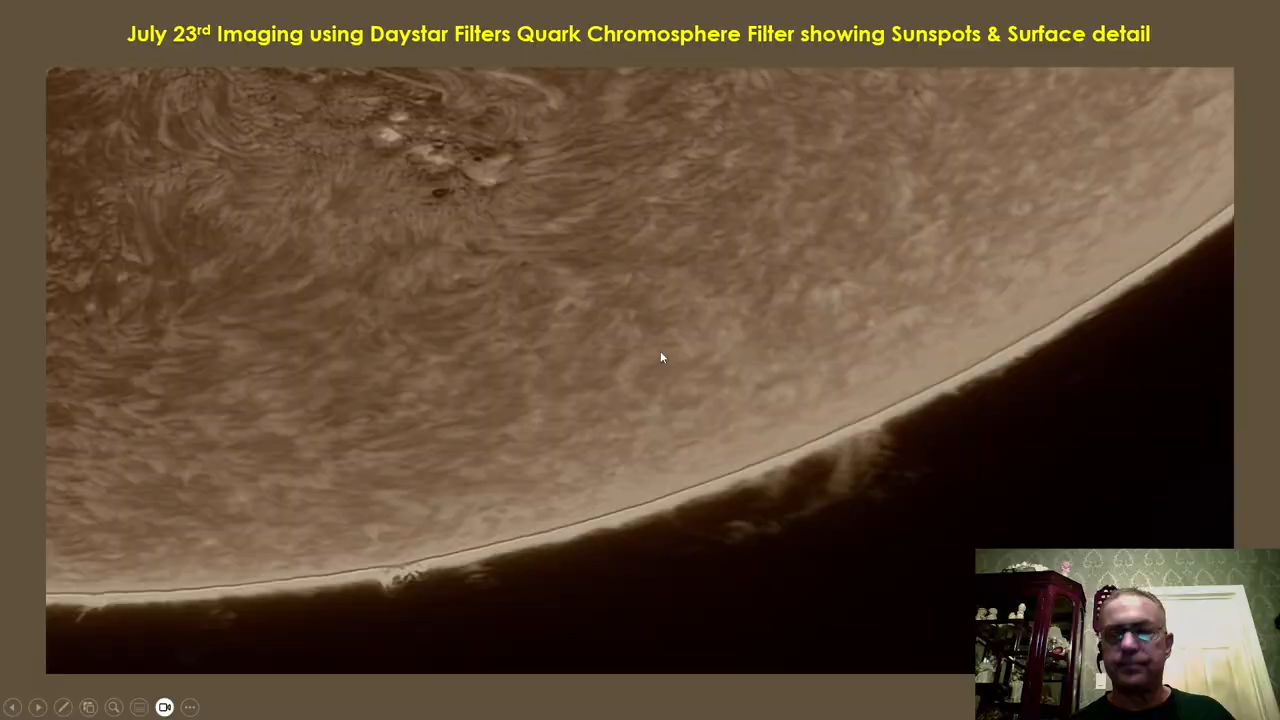 July 23rd Imaging using Daystar Filters Quark Chromosphere Filter showing Sunspots & Surface detail